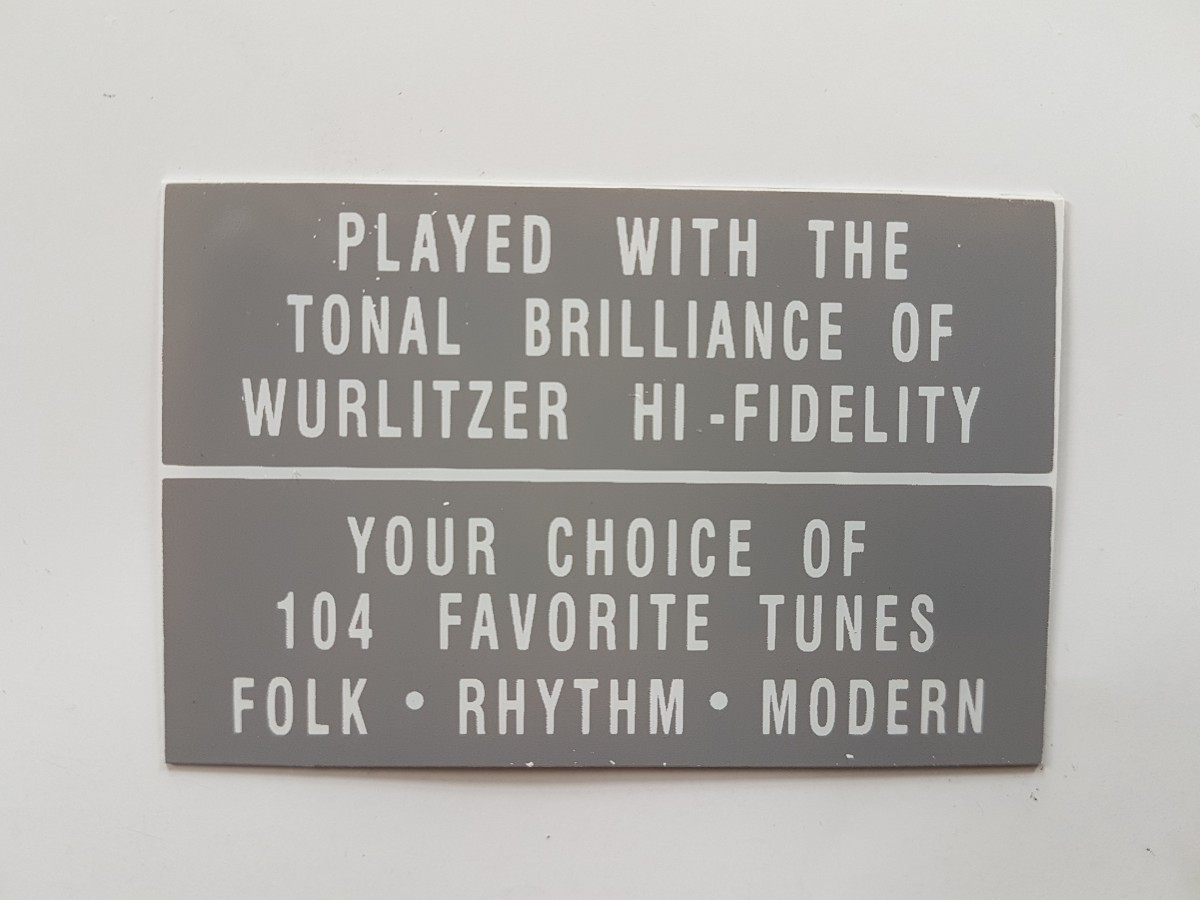 PLAYED WITH THE
TONAL BRILLIANCE OF
WURLITZER HI-FIDELITY
YOUR CHOICE OF
104 FAVORITE TUNES
FOLK • RHYTHM • MODERN